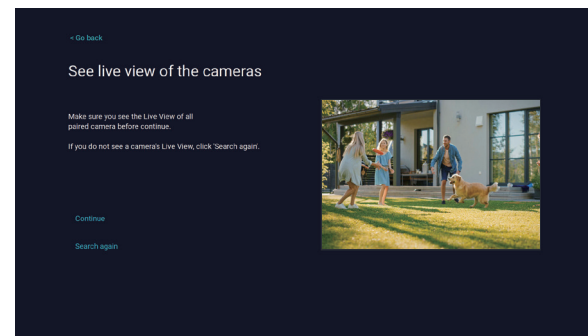 < Go back
See live view of the cameras
Make sure you see the Live View of all
paired camera before continue.
If you do not see a camera's Live View, click 'Search again'.
Continue
Search again